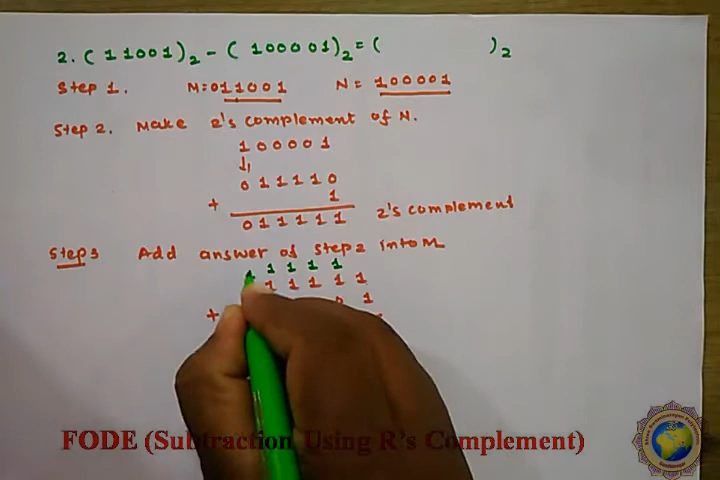 2. (11001)2 - (100001)2 = ( )2
Step 1. M=011001 N= 100001
Step 2. Make 2's complement of N.
100001
↓
011110
+ 1
011111 2's complement
Step 3 Add answer of step 2 into M
1 1 1 1
1 1 1 1 1
0 1
+
FODE (Subtraction Using R's Complement)